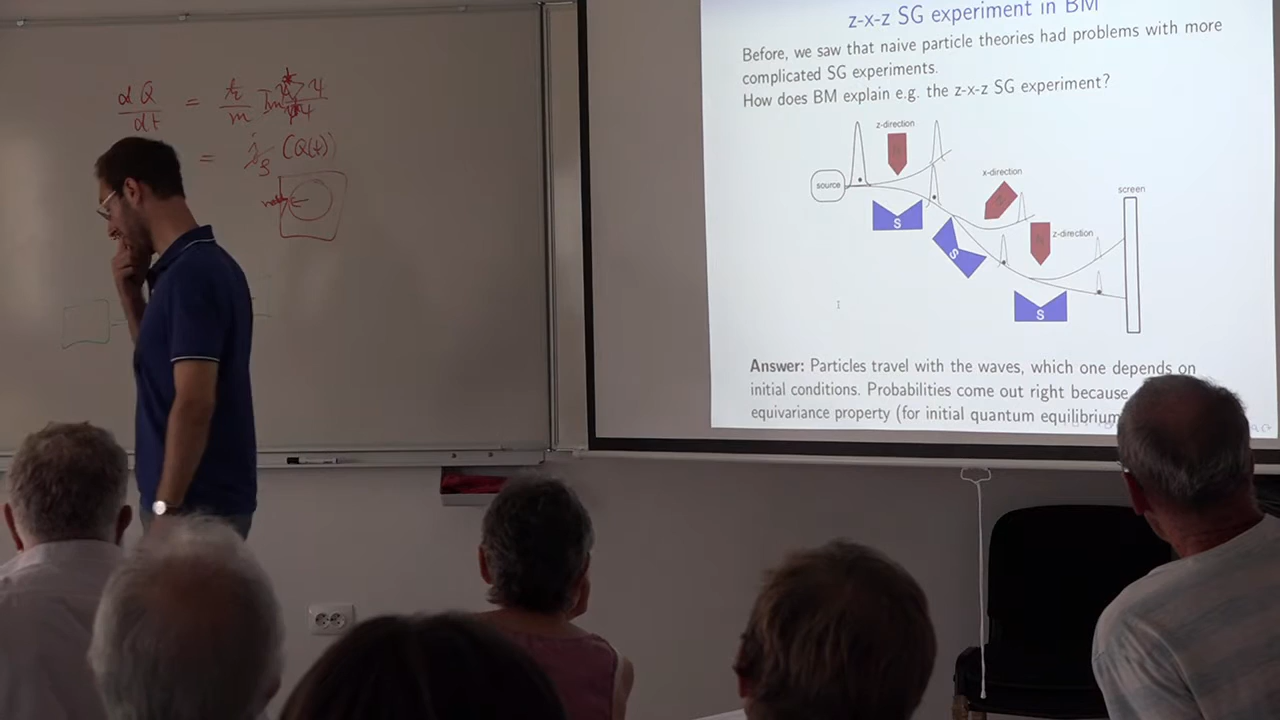 dQ/dt = ħ/m Im ψ*∇ψ/ψ*ψ
= (Q(t))
z-x-z SG experiment in BM
Before, we saw that naive particle theories had problems with more
complicated SG experiments.
How does BM explain e.g. the z-x-z SG experiment?
z-direction
N
source
S
x-direction
N
S
screen
N
z-direction
S
Answer: Particles travel with the waves, which one depends on
initial conditions. Probabilities come out right because
equivariance property (for initial quantum equilibrium